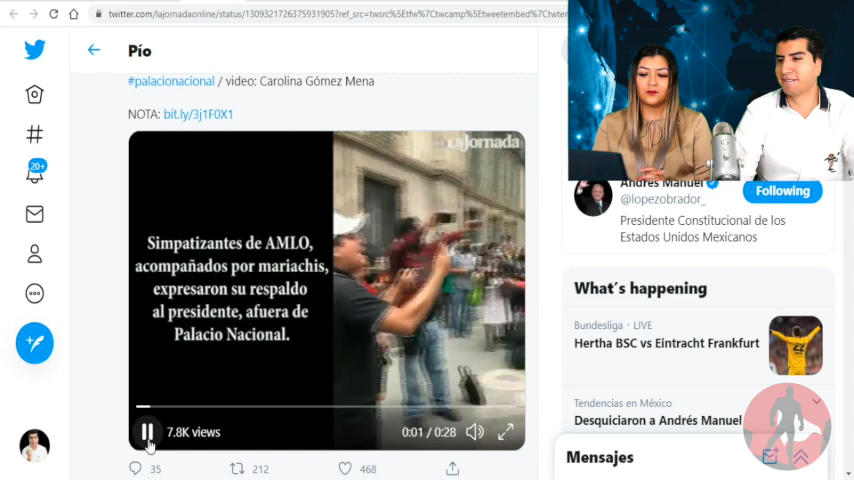 twitter.com/lajornadaonline/status/1309321726375931905?ref_src=twsrc%5Etfw%7Ctwcamp%5Etweetembed%7Ctwter
Pío
#palacionacional / video: Carolina Gómez Mena
NOTA: bit.ly/3j1F0X1
LaJornada
Simpatizantes de AMLO,
acompañados por mariachis,
expresaron su respaldo
al presidente, afuera de
Palacio Nacional.
7.8K views
0:01 / 0:28
35
212
468
20+
Andrés Manuel
@lopezobrador_
Following
Presidente Constitucional de los
Estados Unidos Mexicanos
What's happening
Bundesliga · LIVE
Hertha BSC vs Eintracht Frankfurt
Tendencias en México
Desquiciaron a Andrés Manuel
Mensajes